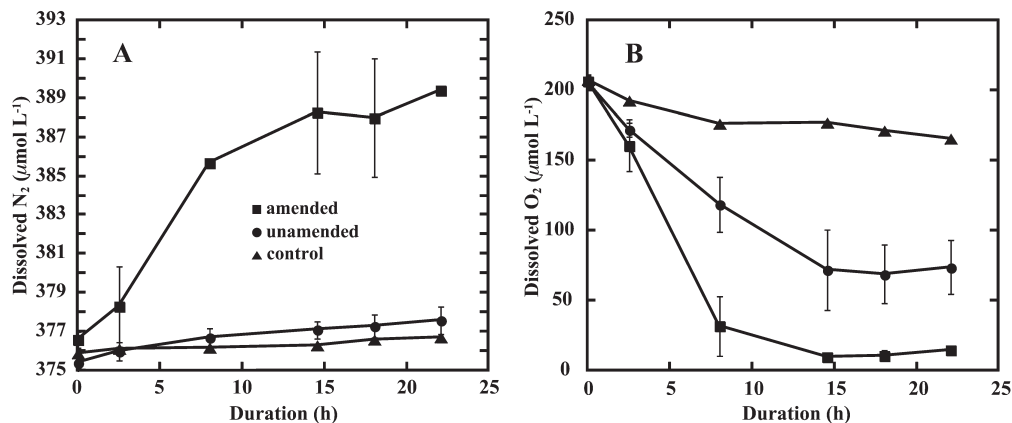 A
393
391
389
387
385
383
381
379
377
375
Dissolved N2 (µmol L-1)
amended
unamended
control
0 5 10 15 20 25
Duration (h)
B
250
200
150
100
50
0
Dissolved O2 (µmol L-1)
0 5 10 15 20 25
Duration (h)